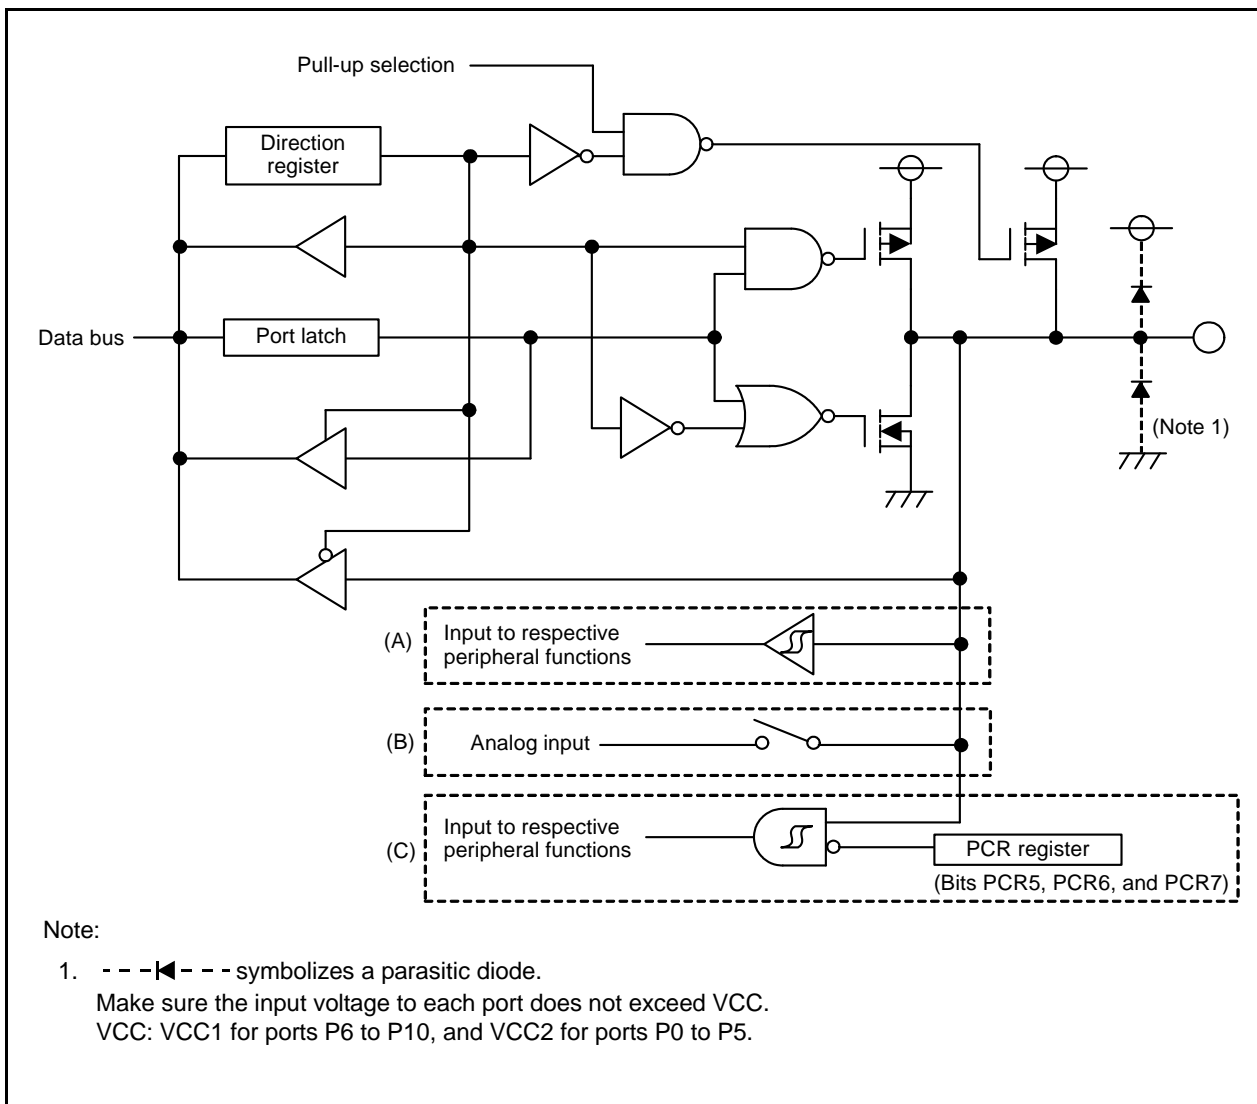 Pull-up selection
Direction
register
Data bus
Port latch
(Note 1)
(A)
Input to respective
peripheral functions
(B)
Analog input
(C)
Input to respective
peripheral functions
PCR register
(Bits PCR5, PCR6, and PCR7)
Note:
1. symbolizes a parasitic diode.
Make sure the input voltage to each port does not exceed VCC.
VCC: VCC1 for ports P6 to P10, and VCC2 for ports P0 to P5.